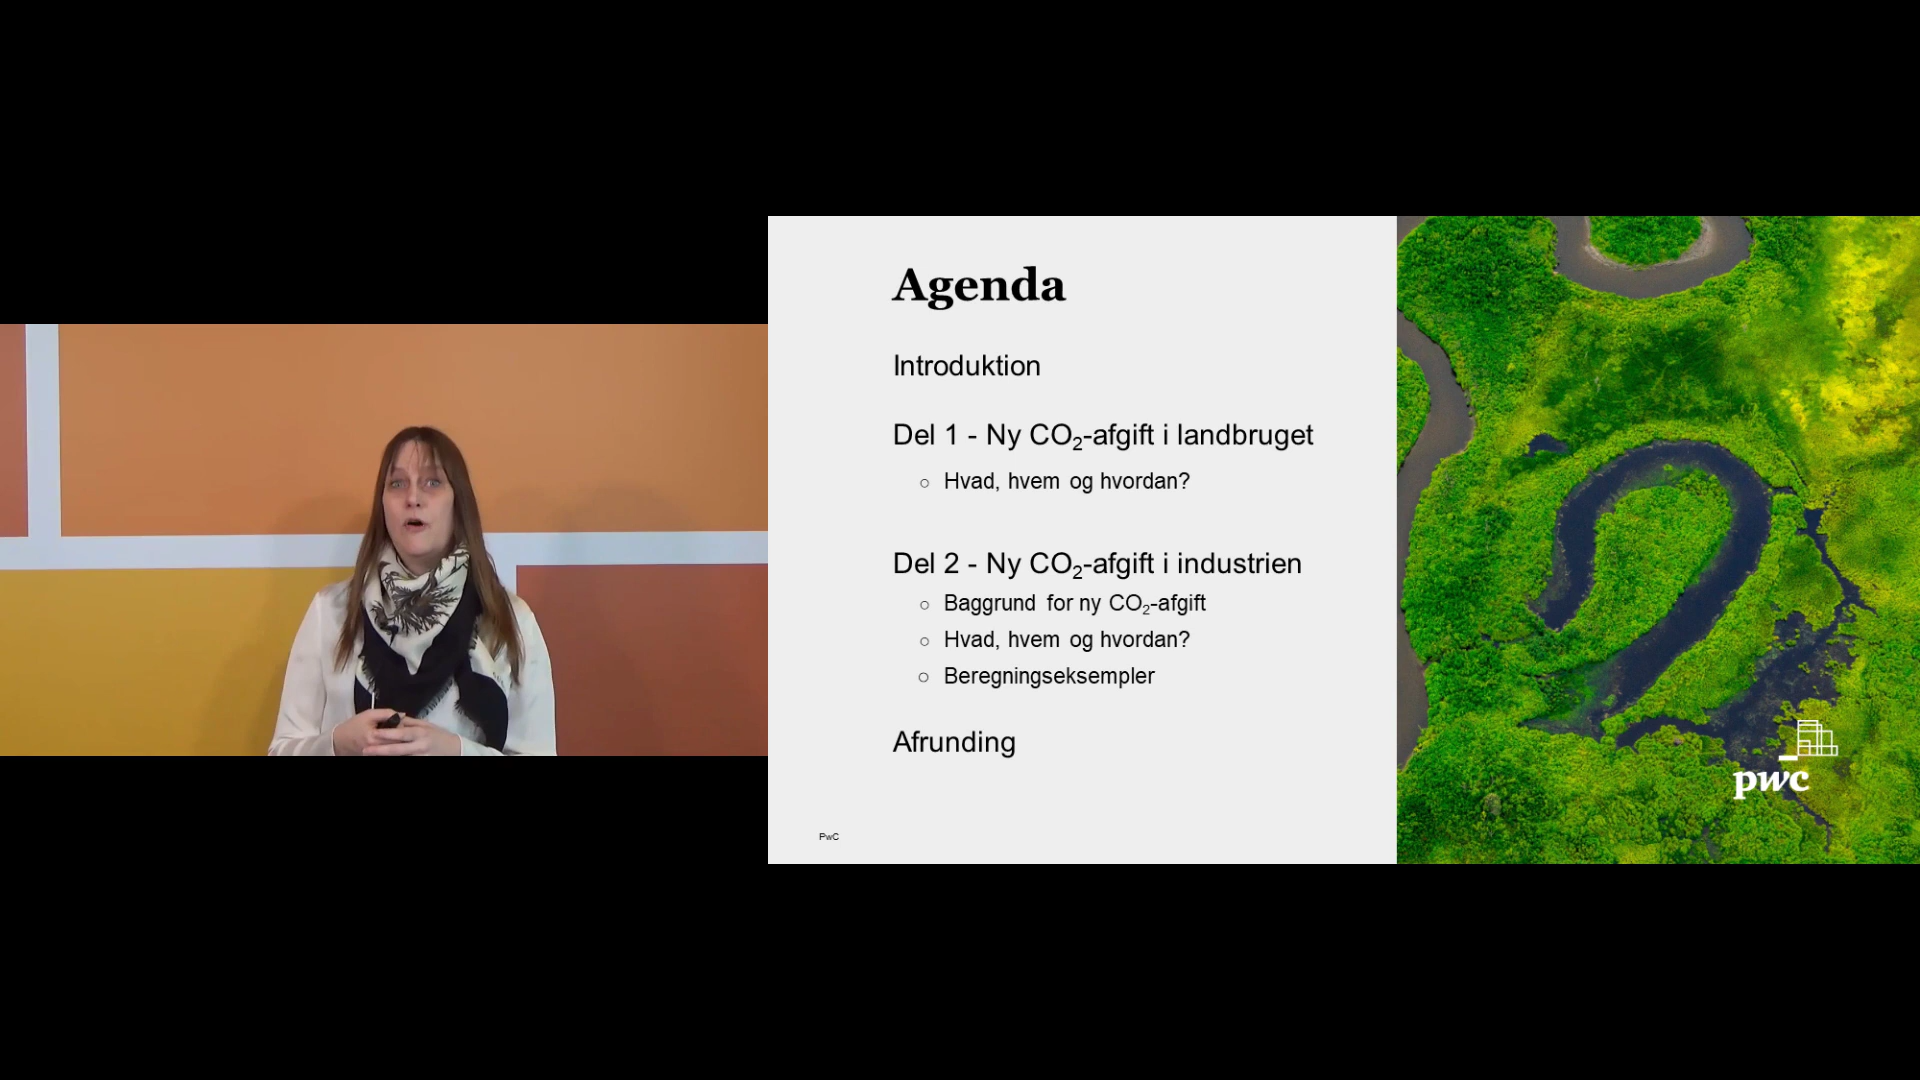 Agenda
Introduktion
Del 1 - Ny CO₂-afgift i landbruget
○ Hvad, hvem og hvordan?
Del 2 - Ny CO₂-afgift i industrien
○ Baggrund for ny CO₂-afgift
○ Hvad, hvem og hvordan?
○ Beregningseksempler
Afrunding
PwC
pwc